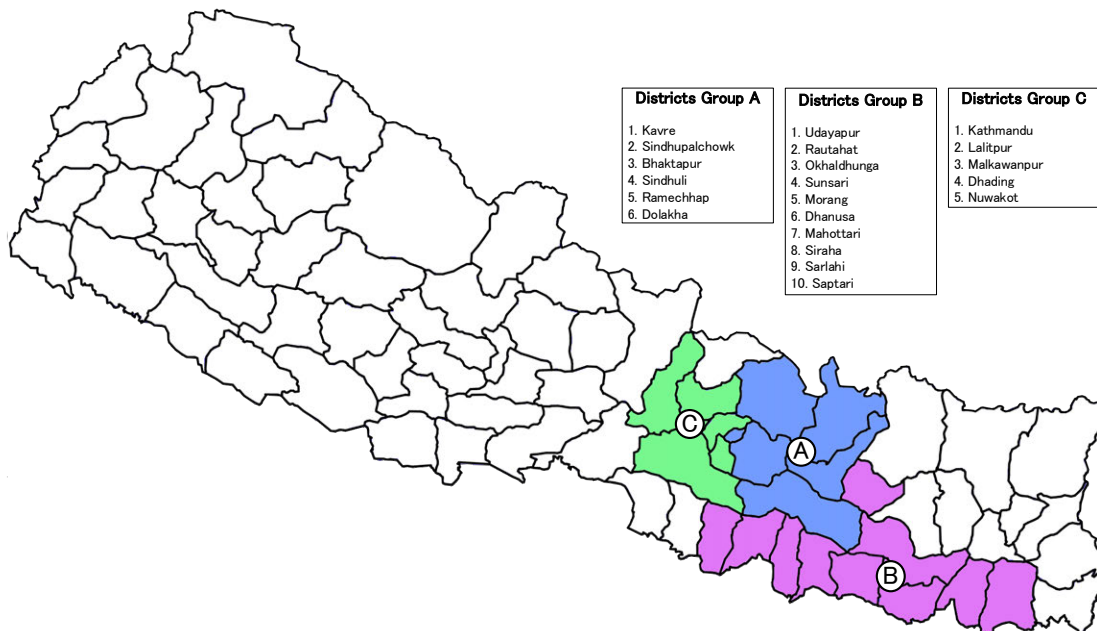 Districts Group A
1. Kavre
2. Sindhupalchowk
3. Bhaktapur
4. Sindhuli
5. Ramechhap
6. Dolakha
Districts Group B
1. Udayapur
2. Rautahat
3. Okhaldhunga
4. Sunsari
5. Morang
6. Dhanusa
7. Mahottari
8. Siraha
9. Sarlahi
10. Saptari
Districts Group C
1. Kathmandu
2. Lalitpur
3. Malkawanpur
4. Dhading
5. Nuwakot
C
A
B